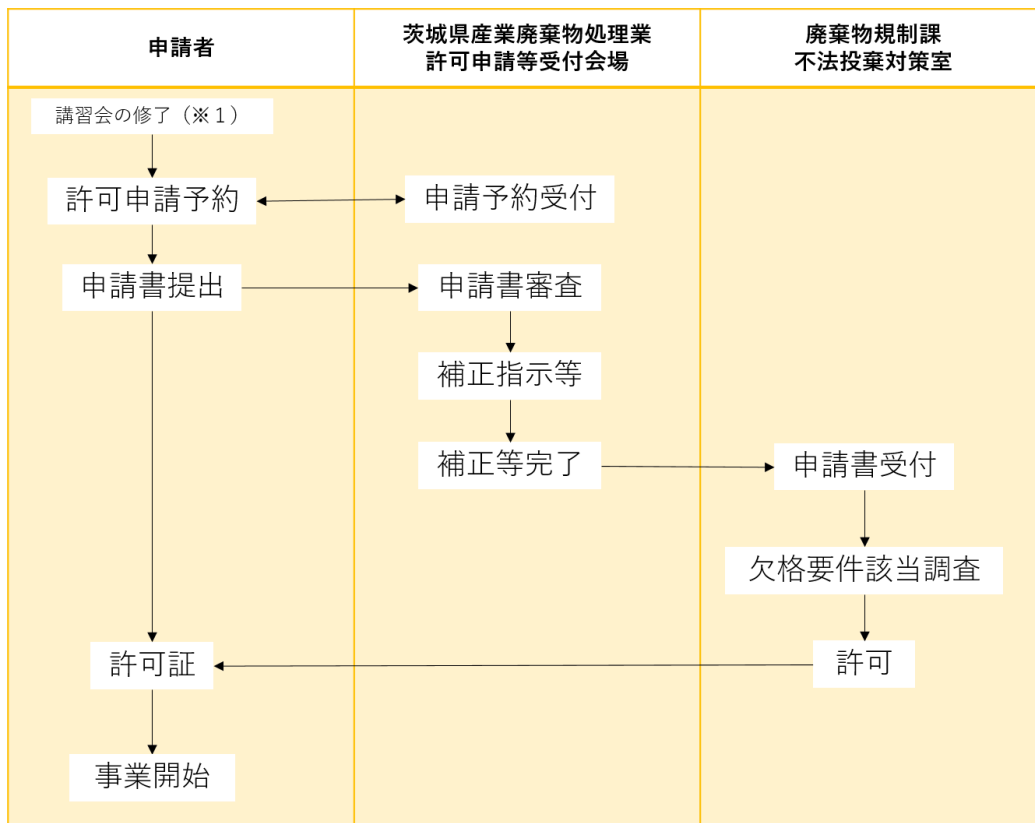 申請者
茨城県産業廃棄物処理業
許可申請等受付会場
廃棄物規制課
不法投棄対策室
講習会の修了（※１）
許可申請予約
申請予約受付
申請書提出
申請書審査
補正指示等
補正等完了
申請書受付
欠格要件該当調査
許可証
許可
事業開始